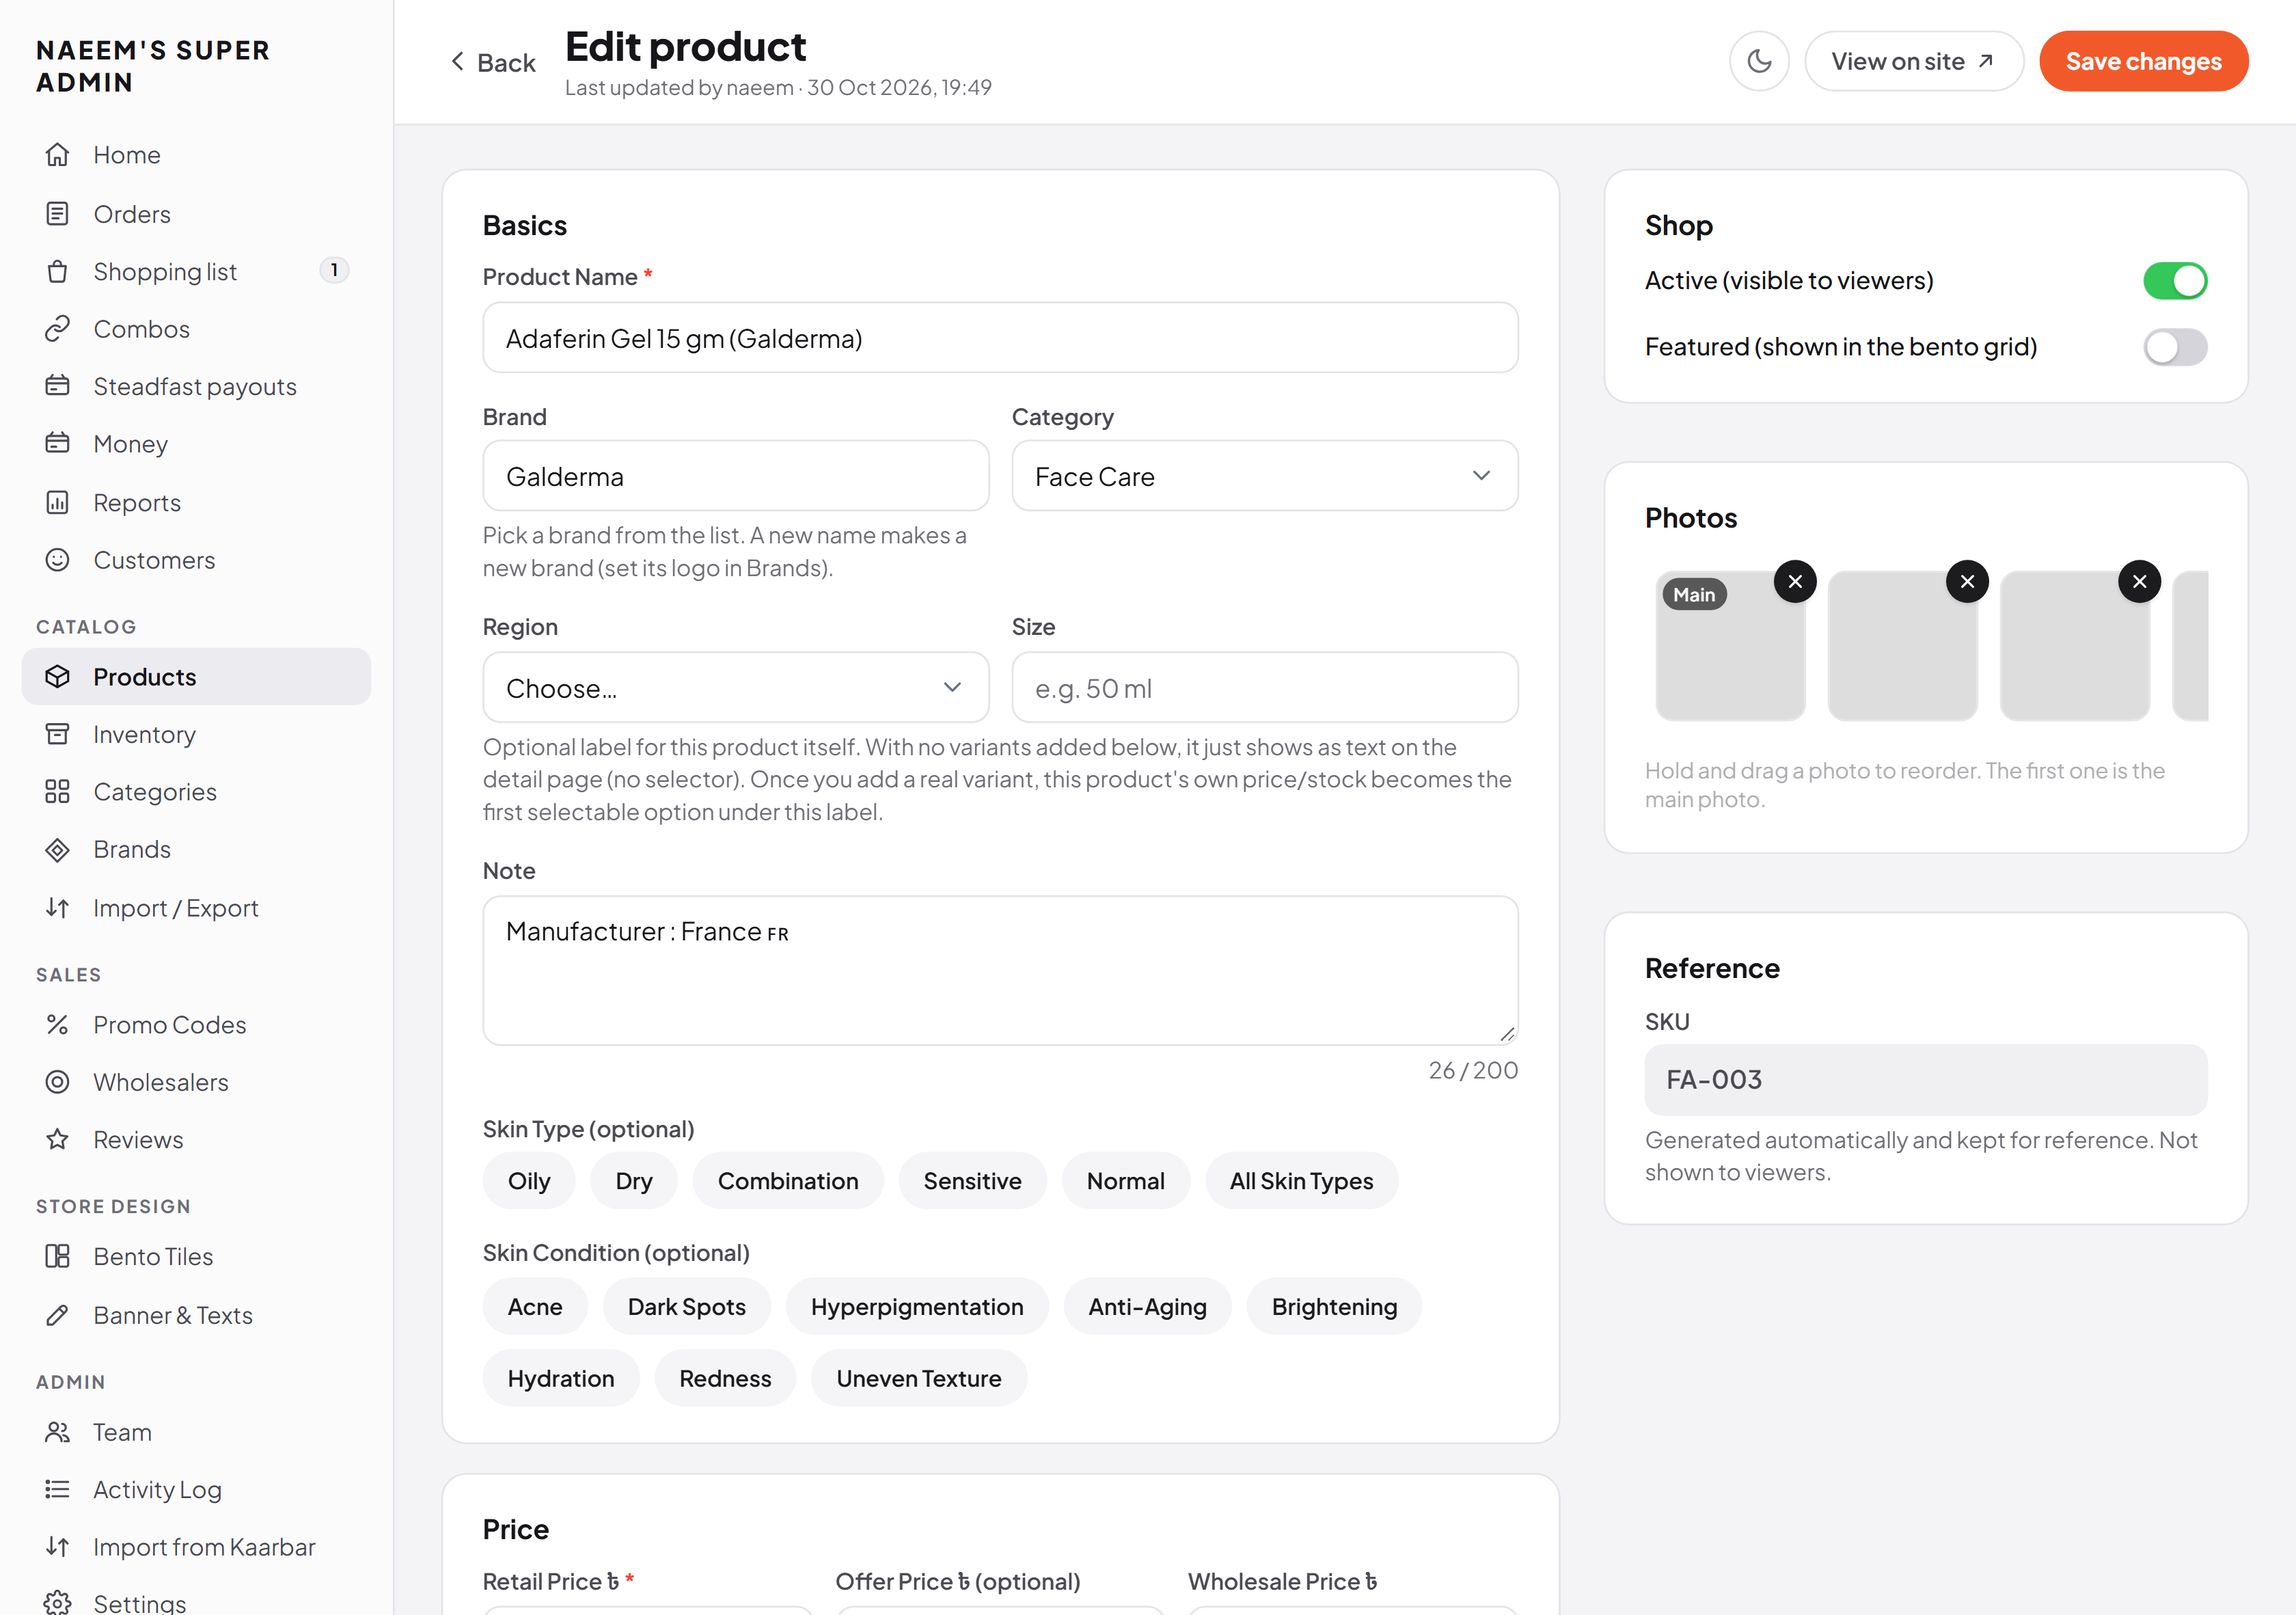 NAEEM'S SUPER
ADMIN
Home
Orders
Shopping list 1
Combos
Steadfast payouts
Money
Reports
Customers
CATALOG
Products
Inventory
Categories
Brands
Import / Export
SALES
Promo Codes
Wholesalers
Reviews
STORE DESIGN
Bento Tiles
Banner & Texts
ADMIN
Team
Activity Log
Import from Kaarbar
Settings
Back
Edit product
Last updated by naeem · 30 Oct 2026, 19:49
View on site ↗
Save changes
Basics
Product Name *
Adaferin Gel 15 gm (Galderma)
Brand Category
Galderma Face Care
Pick a brand from the list. A new name makes a
new brand (set its logo in Brands).
Region Size
Choose... e.g. 50 ml
Optional label for this product itself. With no variants added below, it just shows as text on the
detail page (no selector). Once you add a real variant, this product's own price/stock becomes the
first selectable option under this label.
Note
Manufacturer : France FR
26 / 200
Skin Type (optional)
Oily Dry Combination Sensitive Normal All Skin Types
Skin Condition (optional)
Acne Dark Spots Hyperpigmentation Anti-Aging Brightening
Hydration Redness Uneven Texture
Price
Retail Price ৳ * Offer Price ৳ (optional) Wholesale Price ৳
Shop
Active (visible to viewers)
Featured (shown in the bento grid)
Photos
Main
Hold and drag a photo to reorder. The first one is the
main photo.
Reference
SKU
FA-003
Generated automatically and kept for reference. Not
shown to viewers.